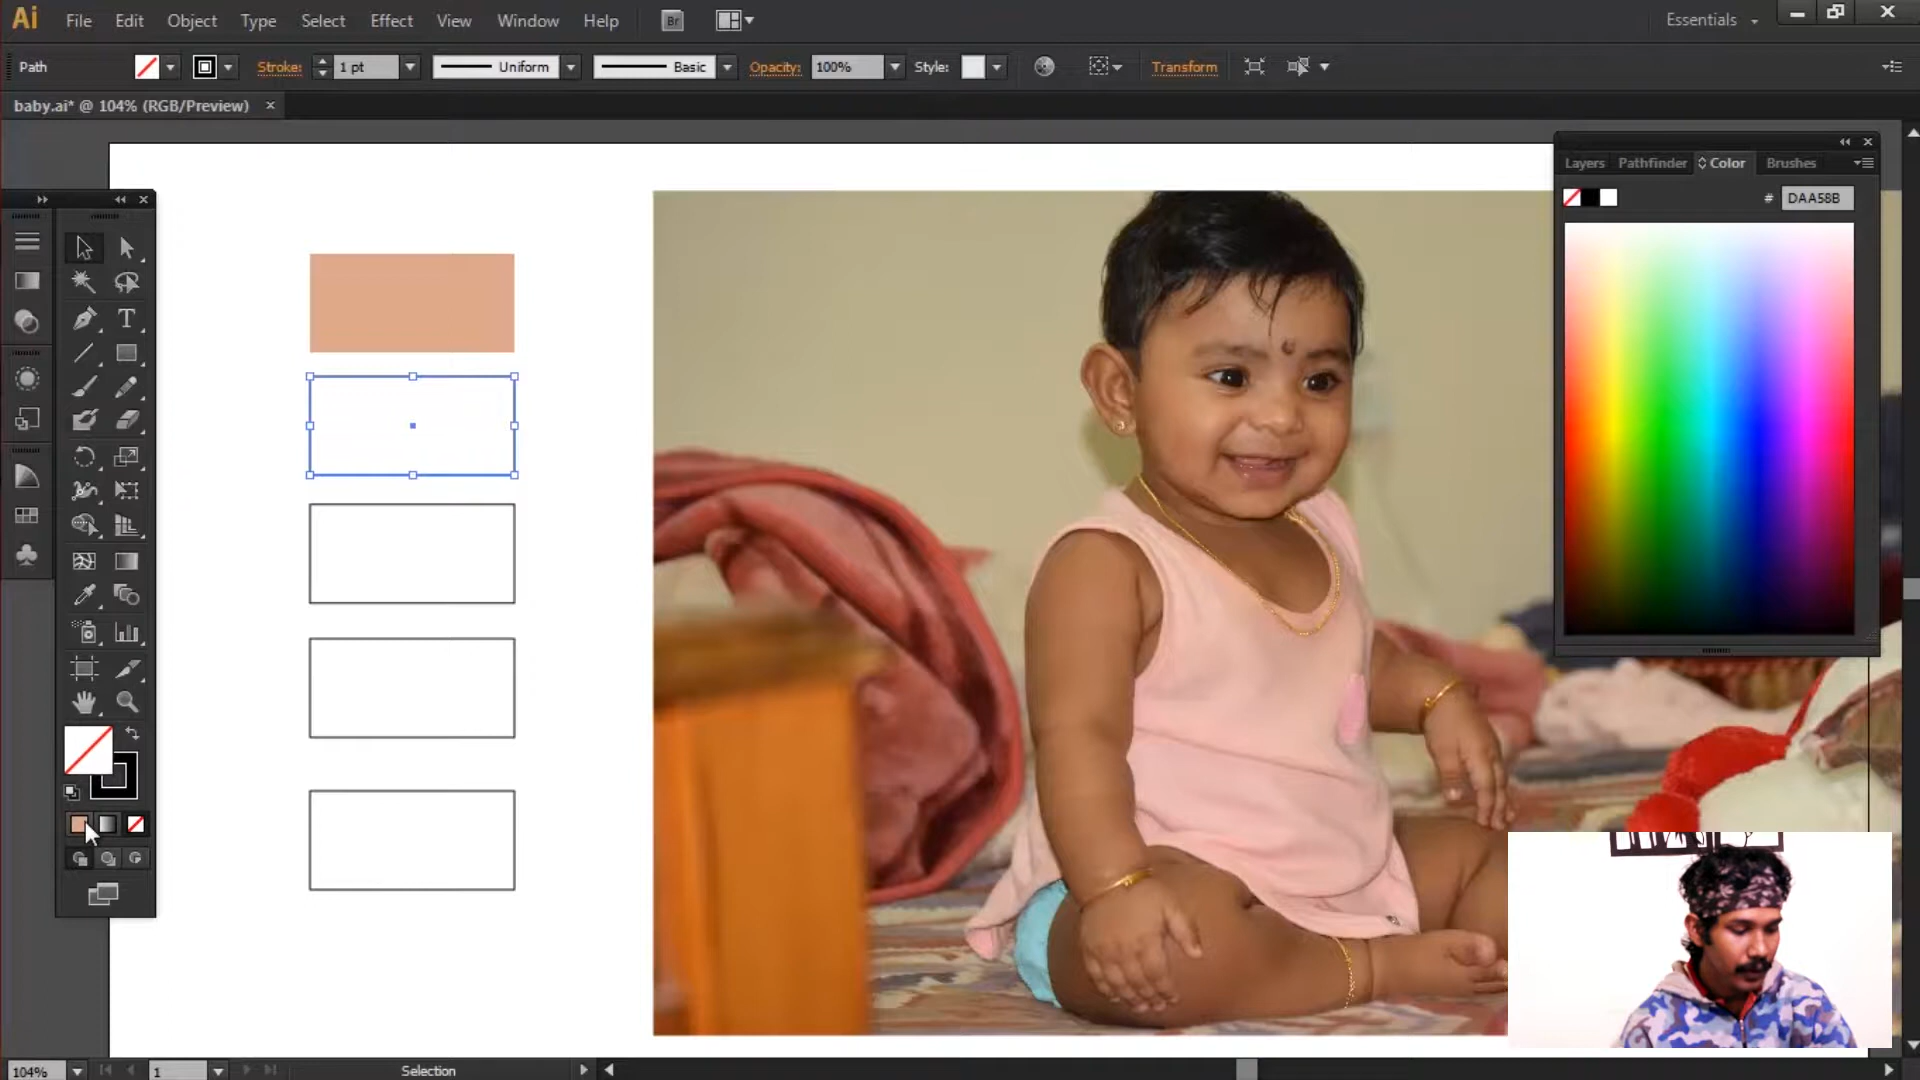 Ai File Edit Object Type Select Effect View Window Help Br Essentials
Path Stroke: 1 pt Uniform Basic Opacity: 100% Style: Transform
baby.ai* @ 104% (RGB/Preview)
Layers Pathfinder Color Brushes
# DAA58B
T
104% 1 Selection